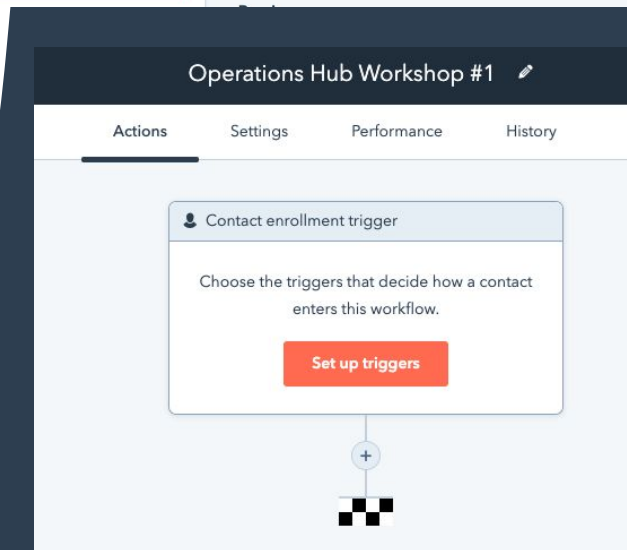 Operations Hub Workshop #1
Actions Settings Performance History
Contact enrollment trigger
Choose the triggers that decide how a contact
enters this workflow.
Set up triggers
+